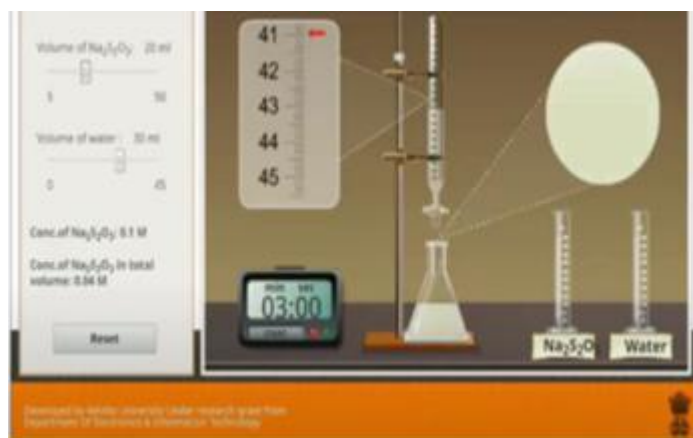 Volume of Na₂S₂O₃: 20 ml
5 50
Volume of water : 30 ml
0 45
Conc.of Na₂S₂O₃: 0.1 M
Conc.of Na₂S₂O₃ in total
volume: 0.04 M
Reset
41
42
43
44
45
min sec
03:00
Na₂S₂O
Water
Developed by Amrita University Under research grant from
Department Of Electronics & Information Technology